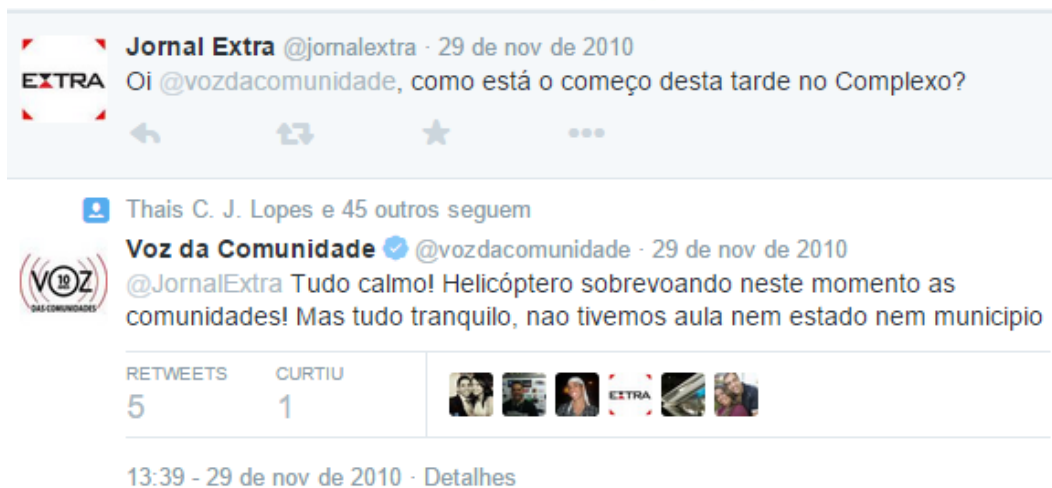 Jornal Extra @jornalextra · 29 de nov de 2010
EXTRA
Oi @vozdacomunidade, como está o começo desta tarde no Complexo?
Thais C. J. Lopes e 45 outros seguem
Voz da Comunidade @vozdacomunidade · 29 de nov de 2010
VOZ
10
DAS COMUNIDADES
@JornalExtra Tudo calmo! Helicóptero sobrevoando neste momento as
comunidades! Mas tudo tranquilo, nao tivemos aula nem estado nem municipio
RETWEETS CURTIU
5 1
EXTRA
13:39 - 29 de nov de 2010 · Detalhes